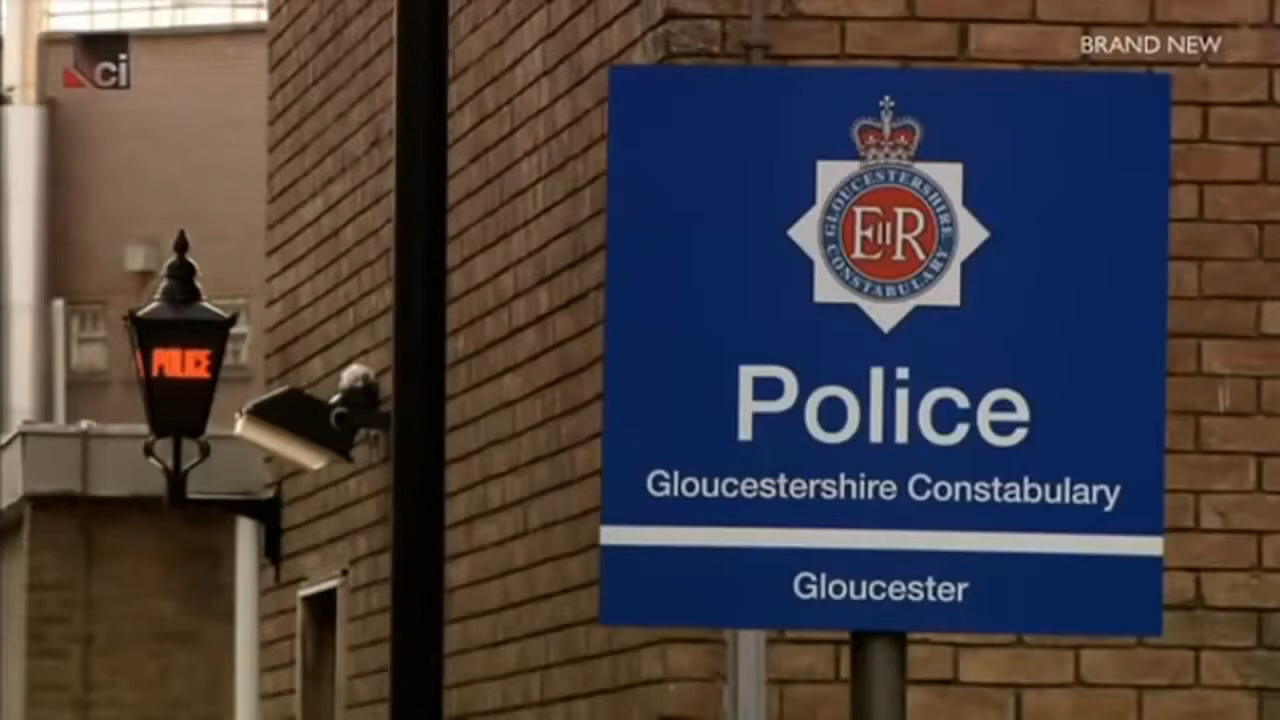 ci
BRAND NEW
GLOUCESTERSHIRE
CONSTABULARY
EIIR
Police
Gloucestershire Constabulary
Gloucester
POLICE